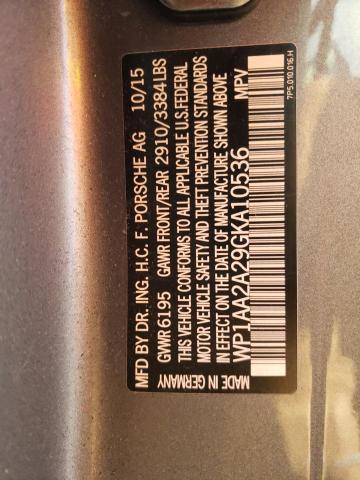 MFD BY DR. ING. H.C. F. PORSCHE AG 10/15
GVWR 6195 GAWR FRONT/REAR 2910/3384 LBS
THIS VEHICLE CONFORMS TO ALL APPLICABLE U.S. FEDERAL
MOTOR VEHICLE SAFETY AND THEFT PREVENTION STANDARDS
IN EFFECT ON THE DATE OF MANUFACTURE SHOWN ABOVE
WP1AA2A29GKA10536 MPV
MADE IN GERMANY
7P5.010.016.H